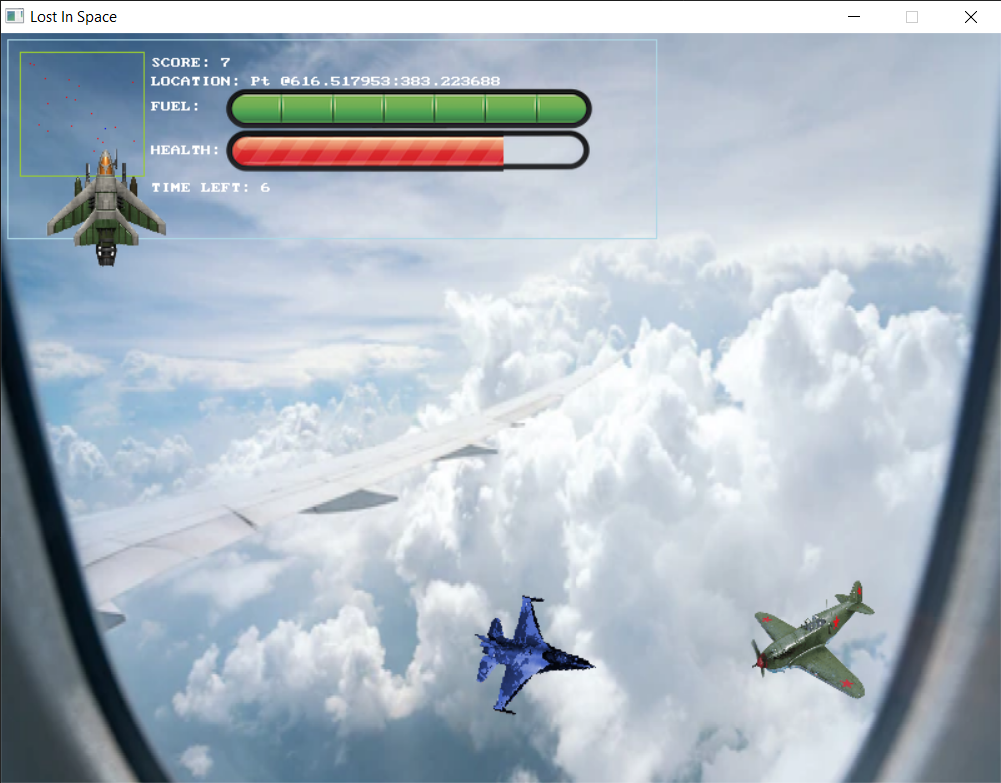 Lost In Space
SCORE: 7
LOCATION: Pt @616.517953:383.223688
FUEL:
HEALTH:
TIME LEFT: 6